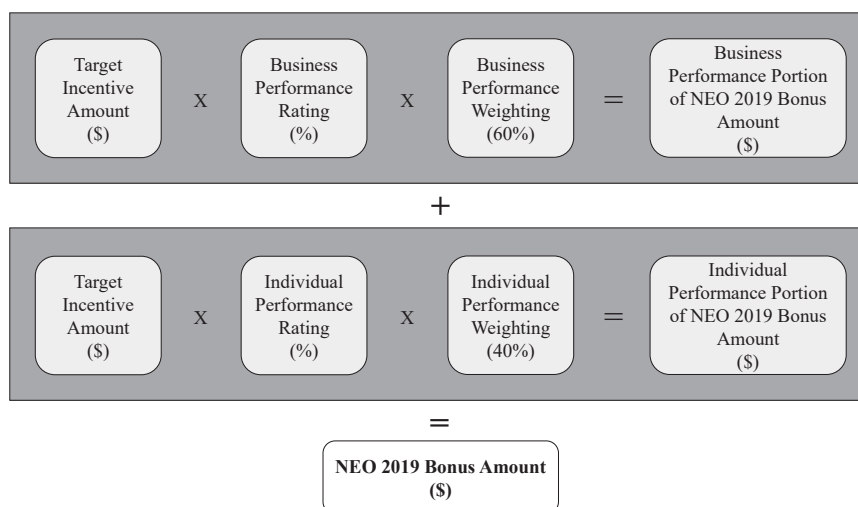 Target
Incentive
Amount
($)
X
Business
Performance
Rating
(%)
X
Business
Performance
Weighting
(60%)
=
Business
Performance Portion
of NEO 2019 Bonus
Amount
($)
+
Target
Incentive
Amount
($)
X
Individual
Performance
Rating
(%)
X
Individual
Performance
Weighting
(40%)
=
Individual
Performance Portion
of NEO 2019 Bonus
Amount
($)
=
NEO 2019 Bonus Amount
($)